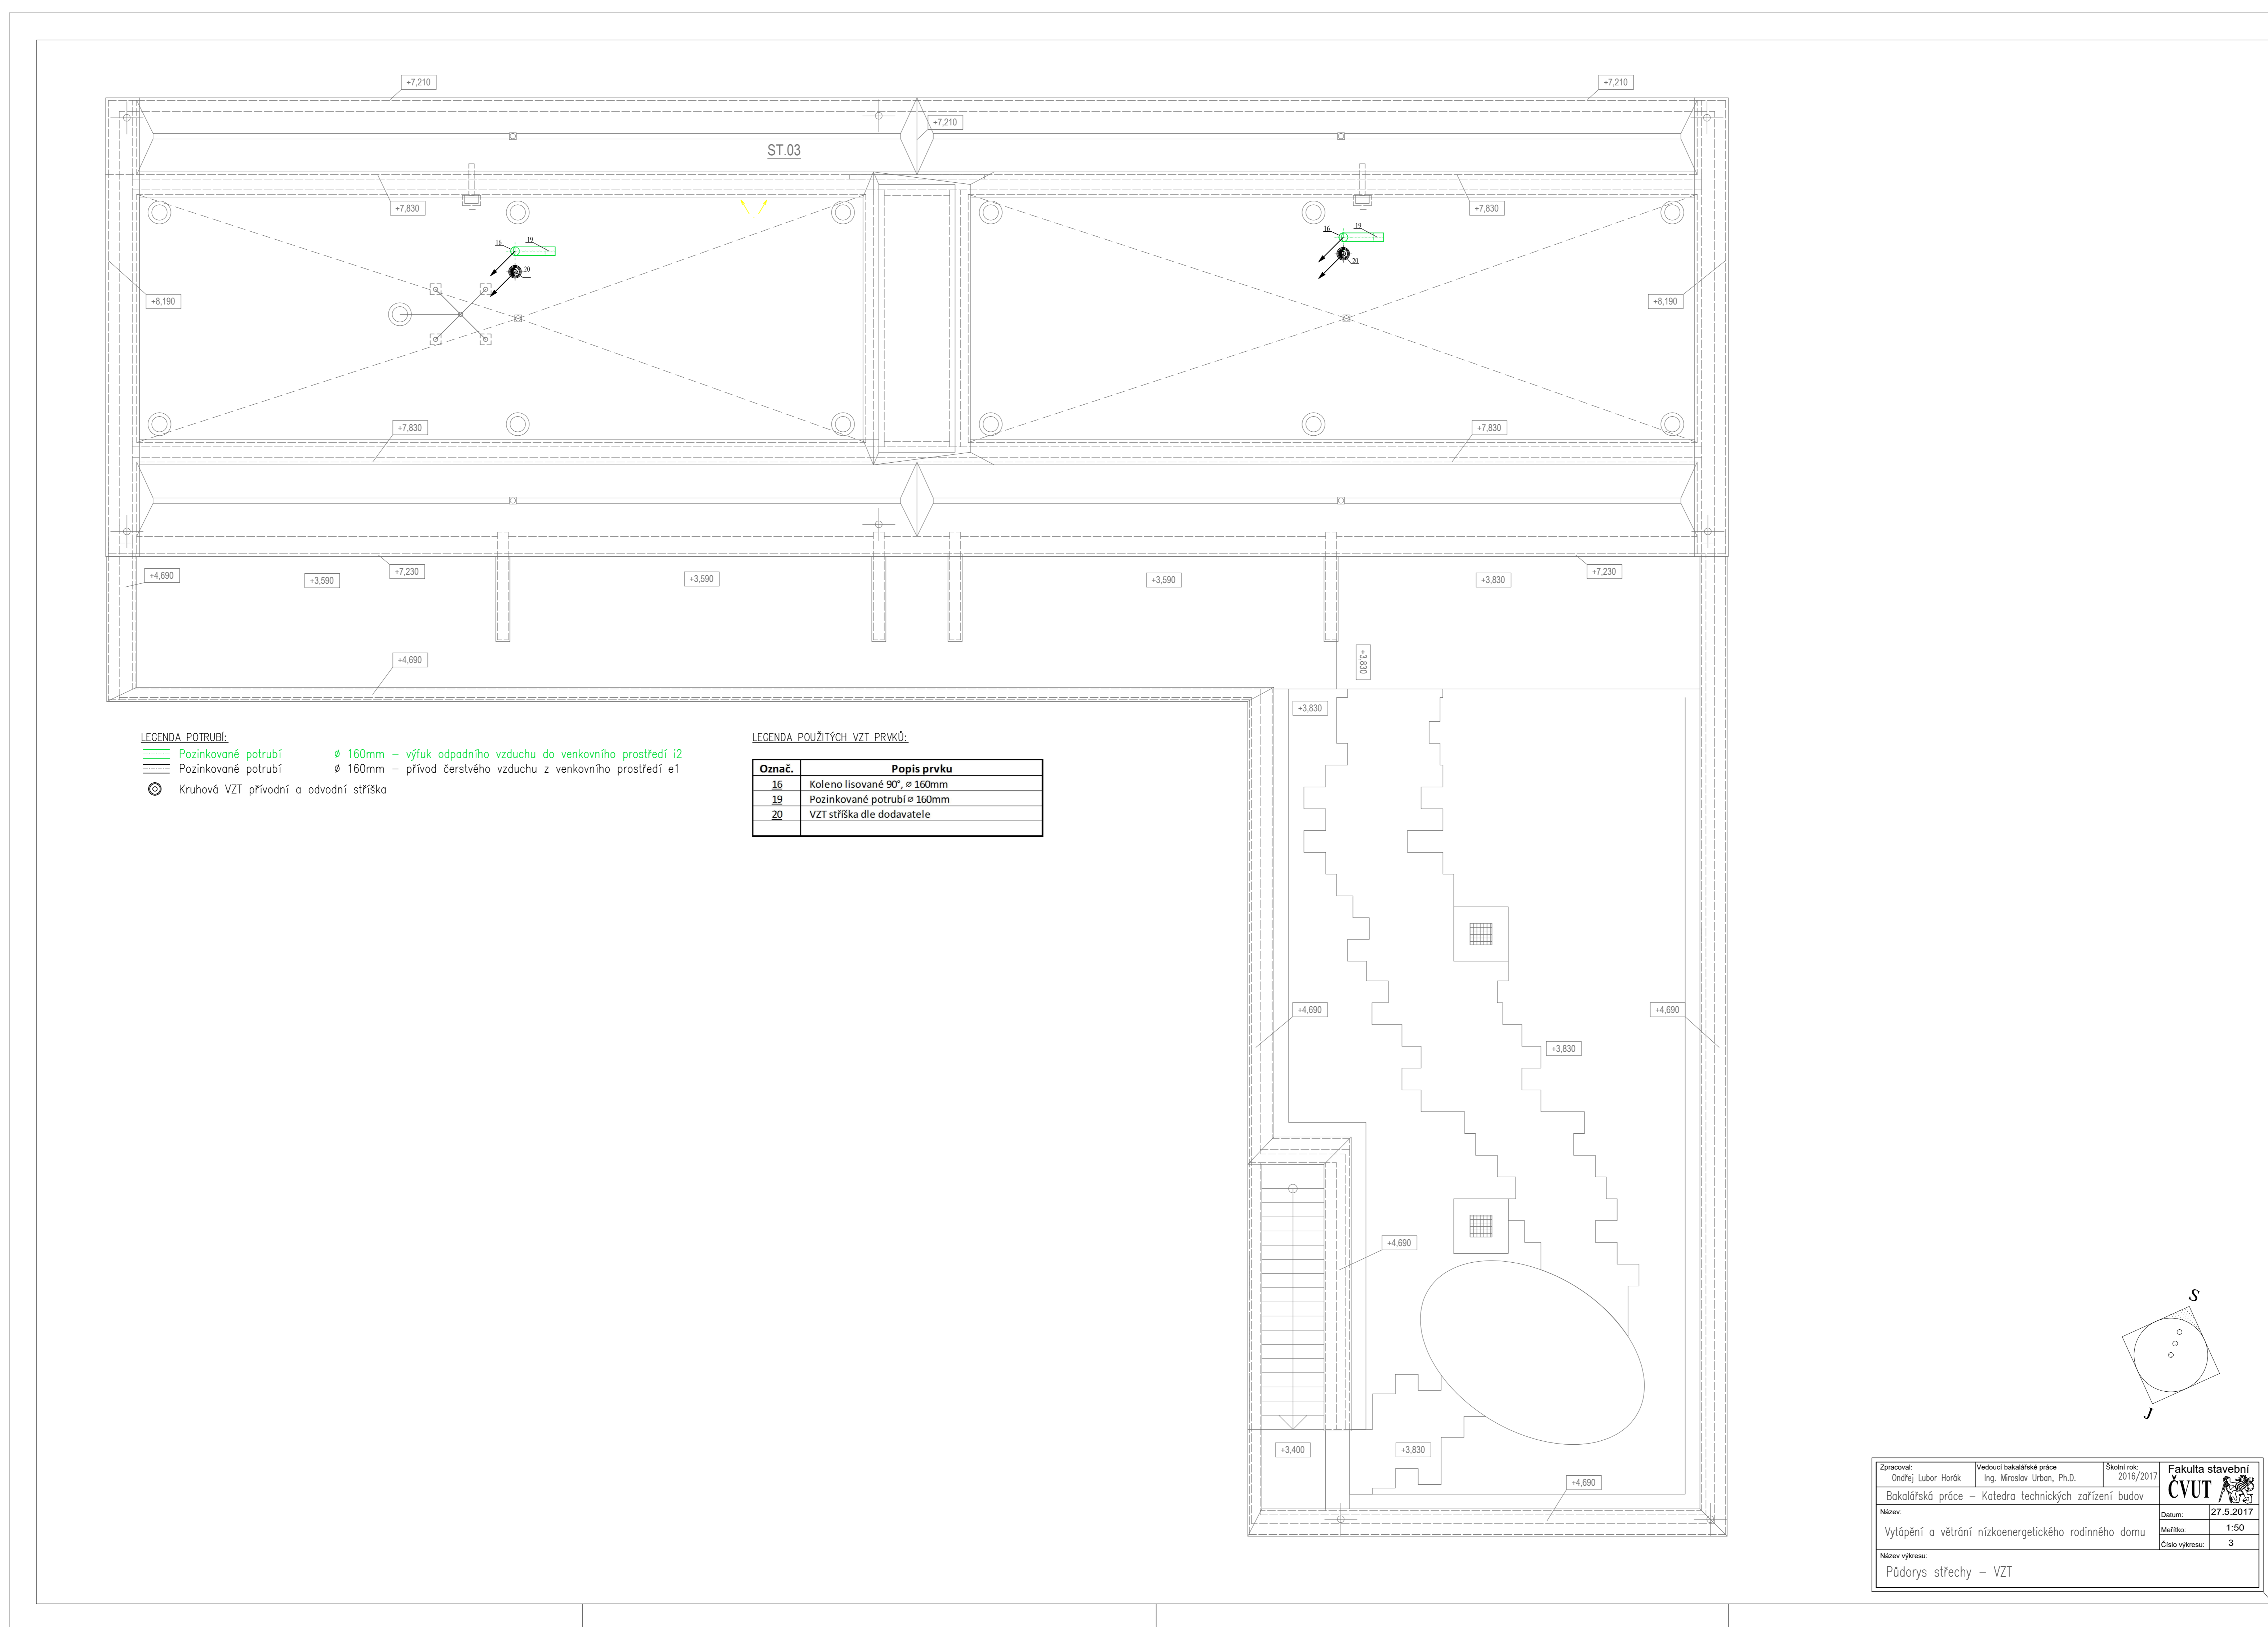 +7,210
+7,210
+7,210
ST.03
+7,830
+7,830
16
19
20
16
19
20
+8,190
+8,190
+7,830
+7,830
+4,690
+3,590
+7,230
+3,590
+3,590
+3,830
+7,230
+4,690
+3,830
+3,830
LEGENDA POTRUBÍ:
Pozinkované potrubí ø 160mm – výfuk odpadního vzduchu do venkovního prostředí i2
Pozinkované potrubí ø 160mm – přívod čerstvého vzduchu z venkovního prostředí e1
Kruhová VZT přívodní a odvodní stříška
LEGENDA POUŽITÝCH VZT PRVKŮ:
Označ. Popis prvku
16 Koleno lisované 90°, ø 160mm
19 Pozinkované potrubí ø 160mm
20 VZT stříška dle dodavatele
+4,690
+4,690
+3,830
+4,690
+3,400
+3,830
+4,690
S
J
Zpracoval: Vedoucí bakalářské práce Školní rok: Fakulta stavební
Ondřej Lubor Horák Ing. Miroslav Urban, Ph.D. 2016/2017 ČVUT
Bakalářská práce – Katedra technických zařízení budov
Název:
Vytápění a větrání nízkoenergetického rodinného domu
Datum: 27.5.2017
Meřítko: 1:50
Číslo výkresu: 3
Název výkresu:
Půdorys střechy – VZT